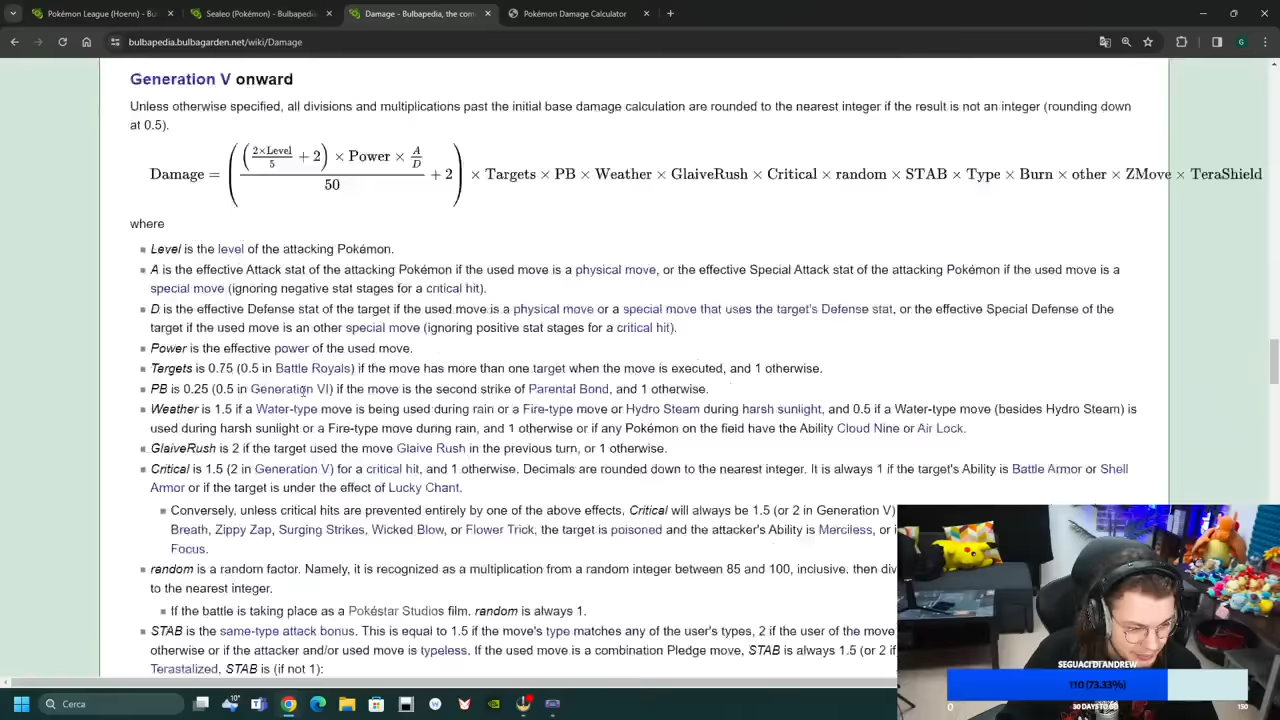 Pokémon League (Hoenn) - Bul
Sealeo (Pokémon) - Bulbapedi
Damage - Bulbapedia, the com
Pokémon Damage Calculator
bulbapedia.bulbagarden.net/wiki/Damage
Generation V onward
Unless otherwise specified, all divisions and multiplications past the initial base damage calculation are rounded to the nearest integer if the result is not an integer (rounding down
at 0.5).
Damage = ( ( ( 2×Level / 5 + 2 ) × Power × A / D ) / 50 + 2 ) × Targets × PB × Weather × GlaiveRush × Critical × random × STAB × Type × Burn × other × ZMove × TeraShield
where
Level is the level of the attacking Pokémon.
A is the effective Attack stat of the attacking Pokémon if the used move is a physical move, or the effective Special Attack stat of the attacking Pokémon if the used move is a
special move (ignoring negative stat stages for a critical hit).
D is the effective Defense stat of the target if the used move is a physical move or a special move that uses the target's Defense stat, or the effective Special Defense of the
target if the used move is an other special move (ignoring positive stat stages for a critical hit).
Power is the effective power of the used move.
Targets is 0.75 (0.5 in Battle Royals) if the move has more than one target when the move is executed, and 1 otherwise.
PB is 0.25 (0.5 in Generation VI) if the move is the second strike of Parental Bond, and 1 otherwise.
Weather is 1.5 if a Water-type move is being used during rain or a Fire-type move or Hydro Steam during harsh sunlight, and 0.5 if a Water-type move (besides Hydro Steam) is
used during harsh sunlight or a Fire-type move during rain, and 1 otherwise or if any Pokémon on the field have the Ability Cloud Nine or Air Lock.
GlaiveRush is 2 if the target used the move Glaive Rush in the previous turn, or 1 otherwise.
Critical is 1.5 (2 in Generation V) for a critical hit, and 1 otherwise. Decimals are rounded down to the nearest integer. It is always 1 if the target's Ability is Battle Armor or Shell
Armor or if the target is under the effect of Lucky Chant.
Conversely, unless critical hits are prevented entirely by one of the above effects, Critical will always be 1.5 (or 2 in Generation V)
Breath, Zippy Zap, Surging Strikes, Wicked Blow, or Flower Trick, the target is poisoned and the attacker's Ability is Merciless, or i
Focus.
random is a random factor. Namely, it is recognized as a multiplication from a random integer between 85 and 100, inclusive, then div
to the nearest integer.
If the battle is taking place as a Pokéstar Studios film, random is always 1.
STAB is the same-type attack bonus. This is equal to 1.5 if the move's type matches any of the user's types, 2 if the user of the move
otherwise or if the attacker and/or used move is typeless. If the used move is a combination Pledge move, STAB is always 1.5 (or 2 if
Terastalized, STAB is (if not 1):
SEGUACI DI ANDREW
110 (73.33%)
0
30 DAYS TO GO
150
Cerca
+10°